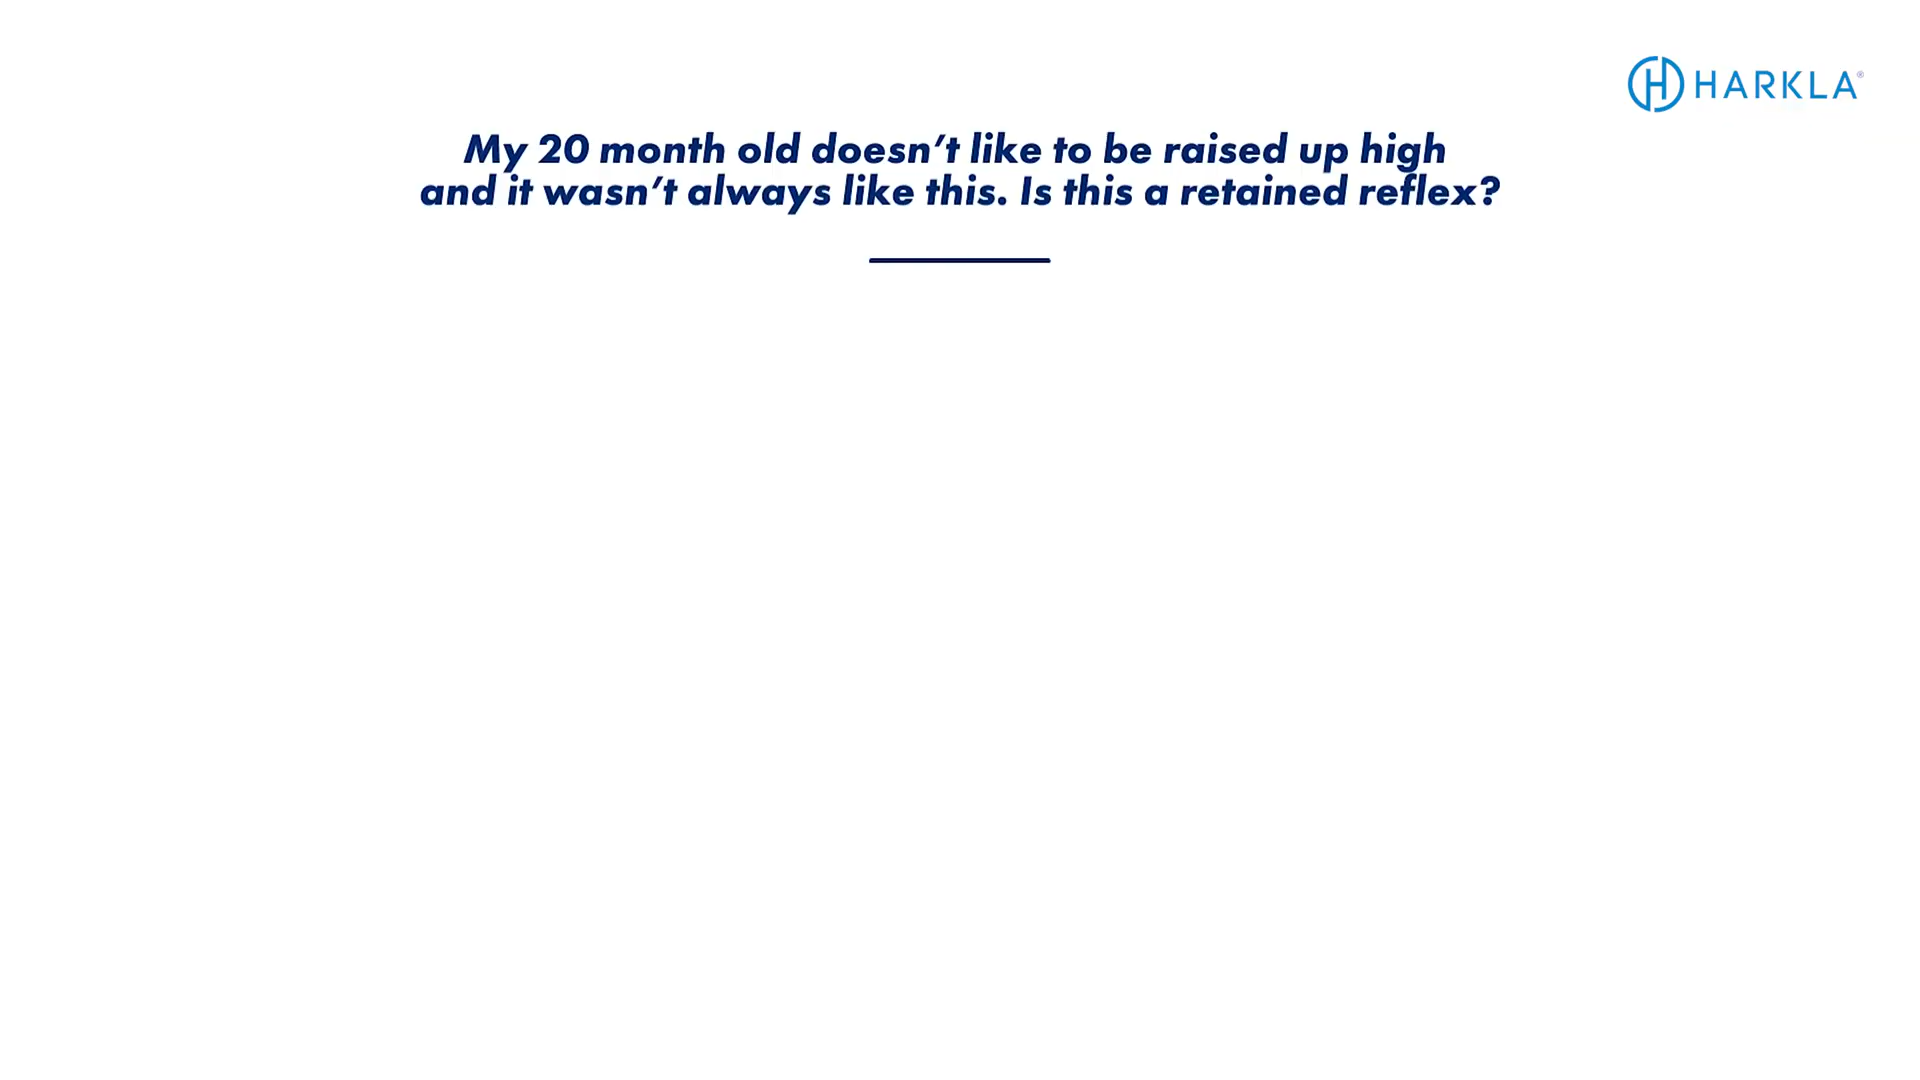 HARKLA®
My 20 month old doesn’t like to be raised up high
and it wasn’t always like this. Is this a retained reflex?